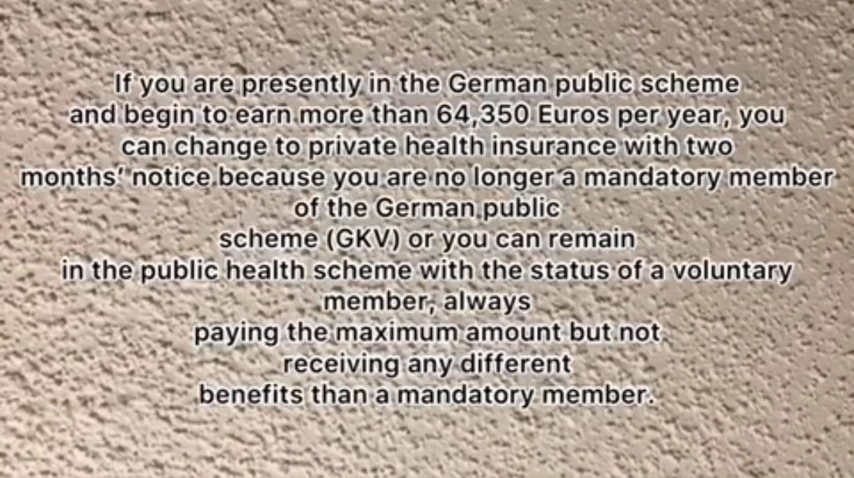 If you are presently in the German public scheme
and begin to earn more than 64,350 Euros per year, you
can change to private health insurance with two
months' notice because you are no longer a mandatory member
of the German public
scheme (GKV) or you can remain
in the public health scheme with the status of a voluntary
member, always
paying the maximum amount but not
receiving any different
benefits than a mandatory member.